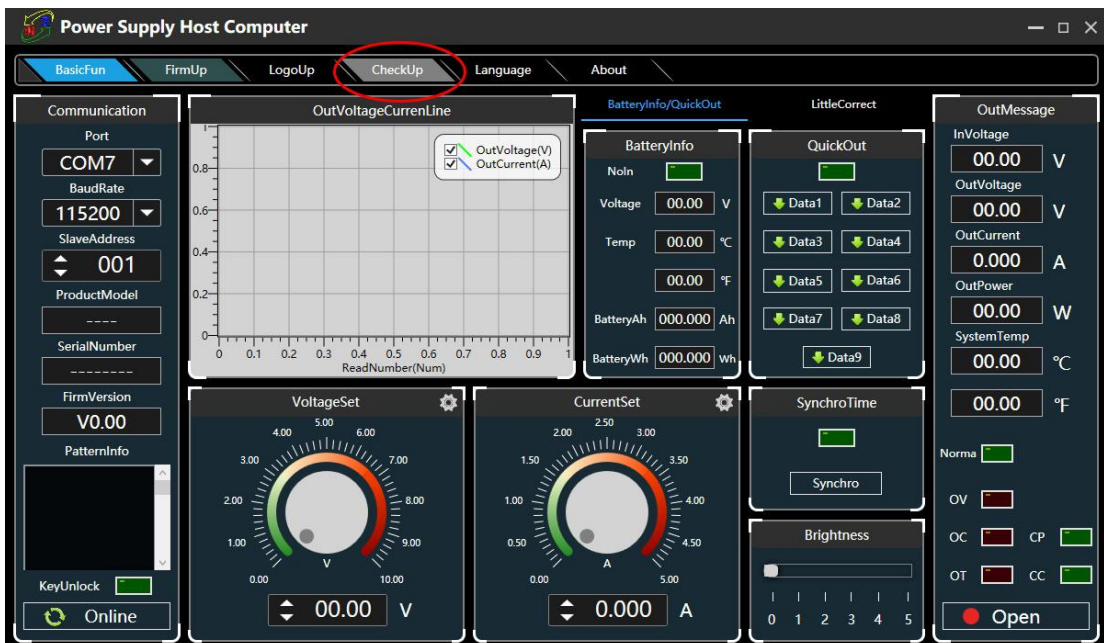 Power Supply Host Computer
BasicFun FirmUp LogoUp CheckUp Language About
Communication
Port
COM7
BaudRate
115200
SlaveAddress
001
ProductModel
----
SerialNumber
--------
FirmVersion
V0.00
PatternInfo
KeyUnlock
Online
OutVoltageCurrenLine
OutVoltage(V)
OutCurrent(A)
1
0.8
0.6
0.4
0.2
0
0 0.1 0.2 0.3 0.4 0.5 0.6 0.7 0.8 0.9 1
ReadNumber(Num)
VoltageSet
0.00 1.00 2.00 3.00 4.00 5.00 6.00 7.00 8.00 9.00 10.00
V
00.00 V
CurrentSet
0.00 0.50 1.00 1.50 2.00 2.50 3.00 3.50 4.00 4.50 5.00
A
0.000 A
BatteryInfo/QuickOut LittleCorrect
BatteryInfo
NoIn
Voltage 00.00 V
Temp 00.00 ℃
00.00 ℉
BatteryAh 000.000 Ah
BatteryWh 000.000 Wh
QuickOut
Data1 Data2
Data3 Data4
Data5 Data6
Data7 Data8
Data9
SynchroTime
Synchro
Brightness
0 1 2 3 4 5
OutMessage
InVoltage
00.00 V
OutVoltage
00.00 V
OutCurrent
0.000 A
OutPower
00.00 W
SystemTemp
00.00 ℃
00.00 ℉
Norma
OV
OC CP
OT CC
Open